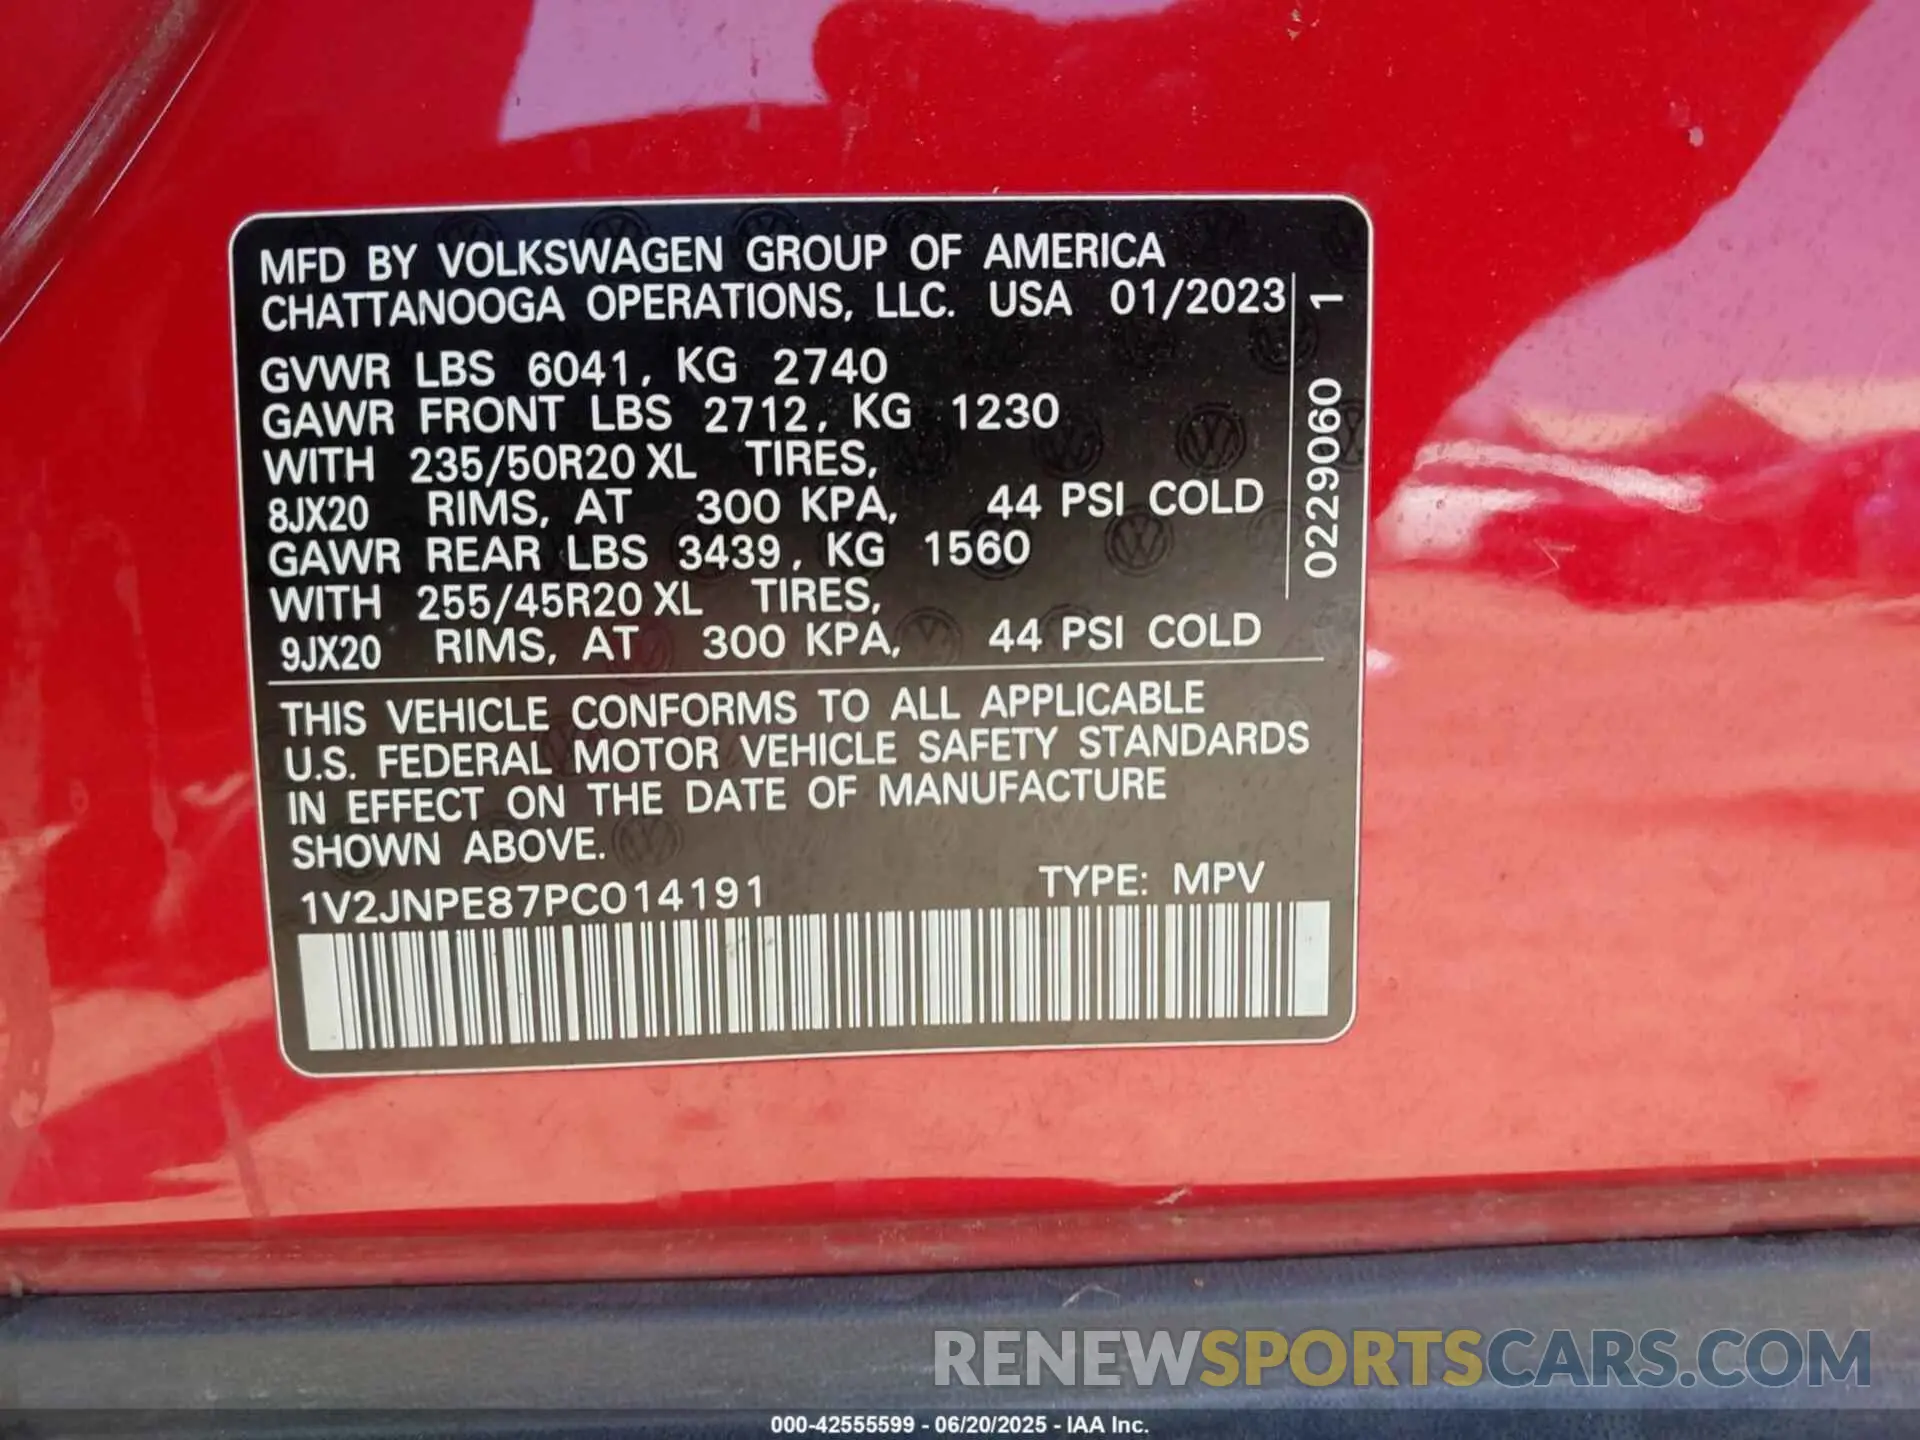 MFD BY VOLKSWAGEN GROUP OF AMERICA
CHATTANOOGA OPERATIONS, LLC. USA 01/2023
GVWR LBS 6041, KG 2740
GAWR FRONT LBS 2712, KG 1230
WITH 235/50R20 XL TIRES,
8JX20 RIMS, AT 300 KPA, 44 PSI COLD
GAWR REAR LBS 3439, KG 1560
WITH 255/45R20 XL TIRES,
9JX20 RIMS, AT 300 KPA, 44 PSI COLD
0229060 1
THIS VEHICLE CONFORMS TO ALL APPLICABLE
U.S. FEDERAL MOTOR VEHICLE SAFETY STANDARDS
IN EFFECT ON THE DATE OF MANUFACTURE
SHOWN ABOVE.
1V2JNPE87PC014191 TYPE: MPV
RENEWSPORTSCARS.COM
000-42555599 - 06/20/2025 - IAA Inc.